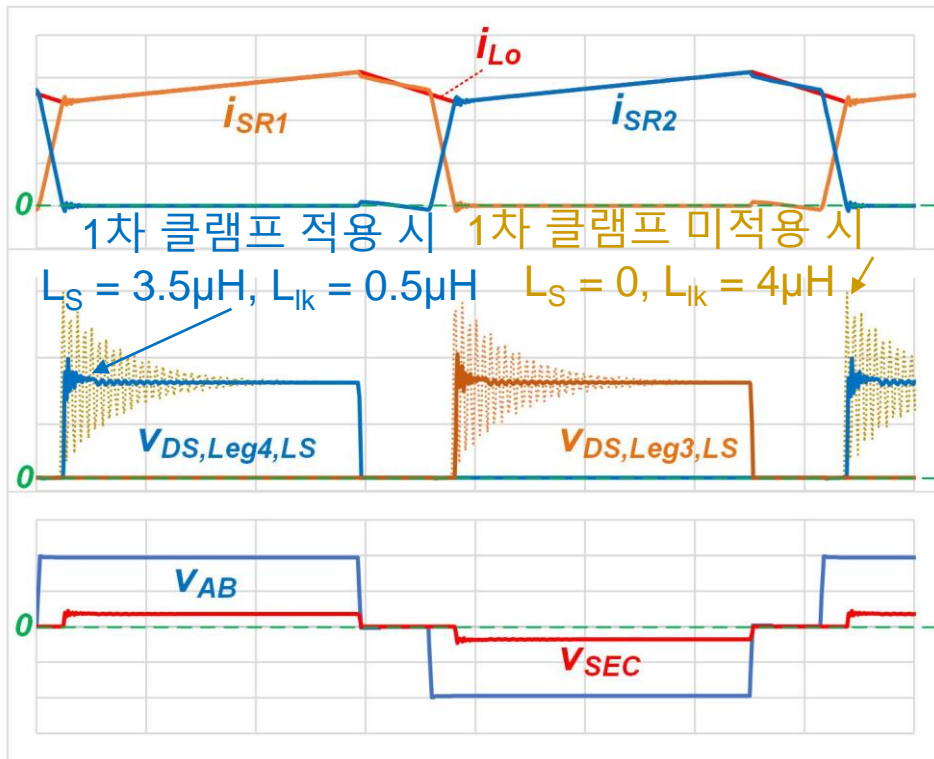 i_Lo
i_SR1
i_SR2
0
1차 클램프 적용 시
L_S = 3.5μH, L_lk = 0.5μH
1차 클램프 미적용 시
L_S = 0, L_lk = 4μH
v_DS,Leg4,LS
v_DS,Leg3,LS
0
v_AB
0
v_SEC